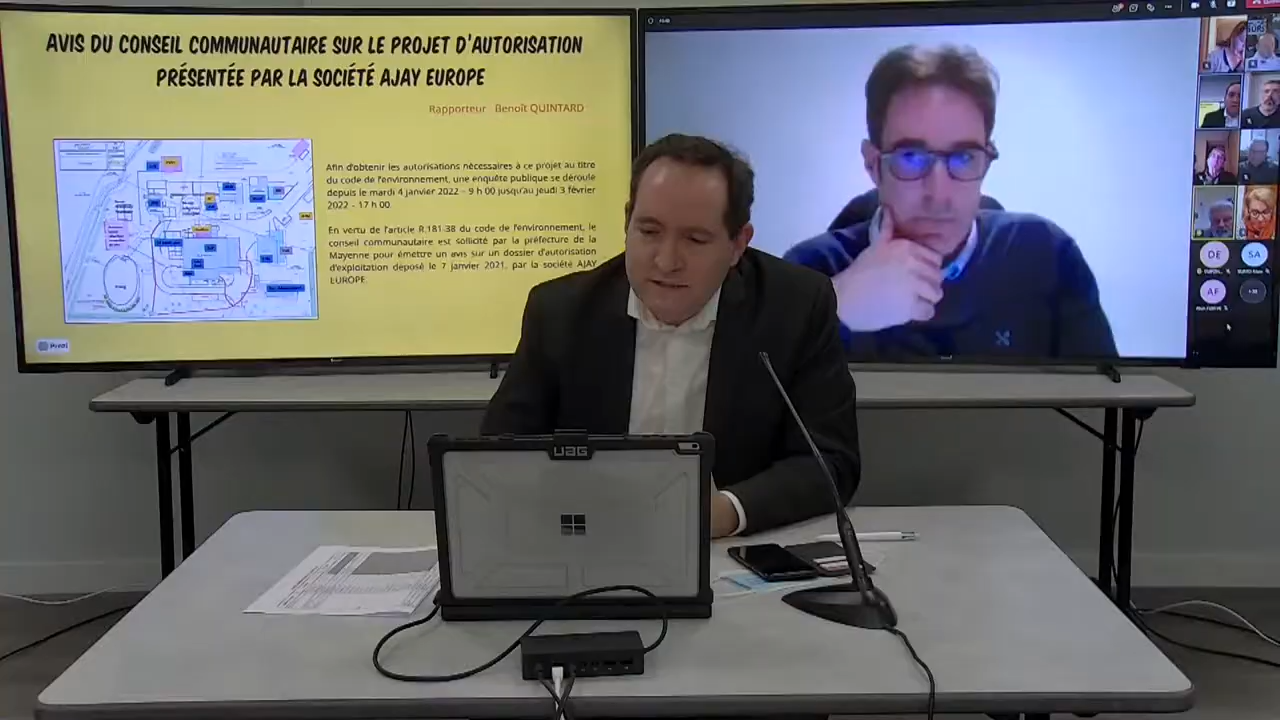 AVIS DU CONSEIL COMMUNAUTAIRE SUR LE PROJET D'AUTORISATION
PRÉSENTÉE PAR LA SOCIÉTÉ AJAY EUROPE
Rapporteur Benoît QUINTARD
Afin d'obtenir les autorisations nécessaires à ce projet au titre
du code de l'environnement, une enquête publique se déroule
depuis le mardi 4 janvier 2022 - 9 h 00 jusqu'au jeudi 3 février
2022 - 17 h 00.
En vertu de l'article R.181-38 du code de l'environnement, le
conseil communautaire est sollicité par la préfecture de la
Mayenne pour émettre un avis sur un dossier d'autorisation
d'exploitation déposé le 7 janvier 2021, par la société AJAY
EUROPE.
DE
SA
AF
UAG